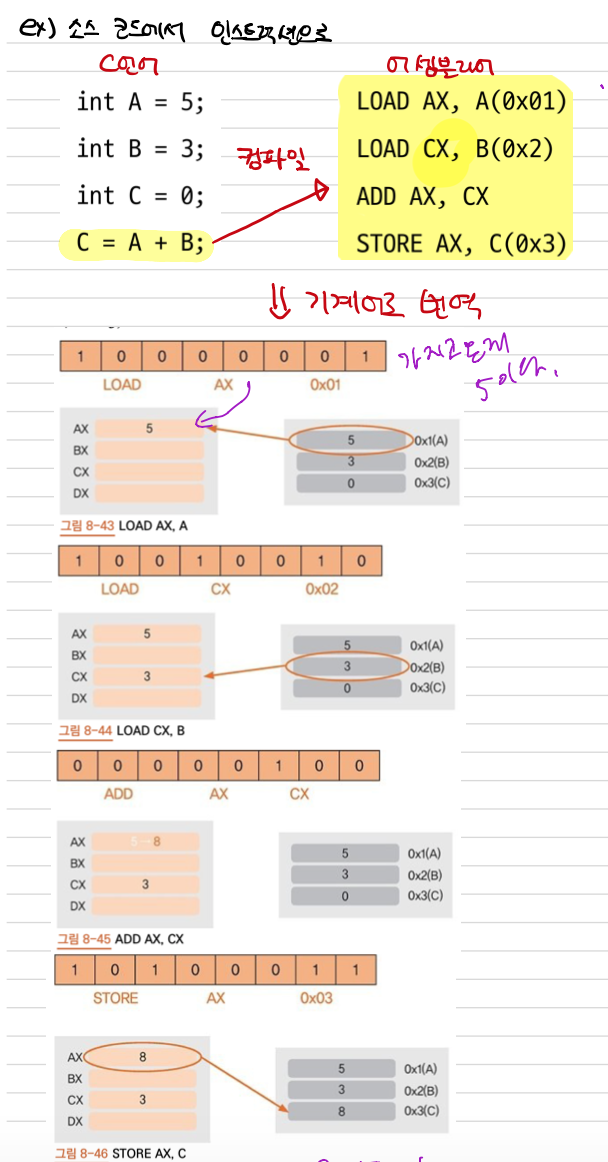 ex) 소스 코드에서 인스트럭션으로
C언어 어셈블리어
int A = 5; LOAD AX, A(0x01)
int B = 3; 컴파일 LOAD CX, B(0x2)
int C = 0; ADD AX, CX
C = A + B; STORE AX, C(0x3)
⇓ 기계어로 번역
1 0 0 0 0 0 0 1
LOAD AX 0x01
5이다.
AX 5 5 0x1(A)
BX 3 0x2(B)
CX 0 0x3(C)
DX
그림 8-43 LOAD AX, A
1 0 0 1 0 0 1 0
LOAD CX 0x02
AX 5 5 0x1(A)
BX 3 0x2(B)
CX 3 0 0x3(C)
DX
그림 8-44 LOAD CX, B
0 0 0 0 0 1 0 0
ADD AX CX
AX 5→8 5 0x1(A)
BX 3 0x2(B)
CX 3 0 0x3(C)
DX
그림 8-45 ADD AX, CX
1 0 1 0 0 0 1 1
STORE AX 0x03
AX 8 5 0x1(A)
BX 3 0x2(B)
CX 3 8 0x3(C)
DX
그림 8-46 STORE AX, C